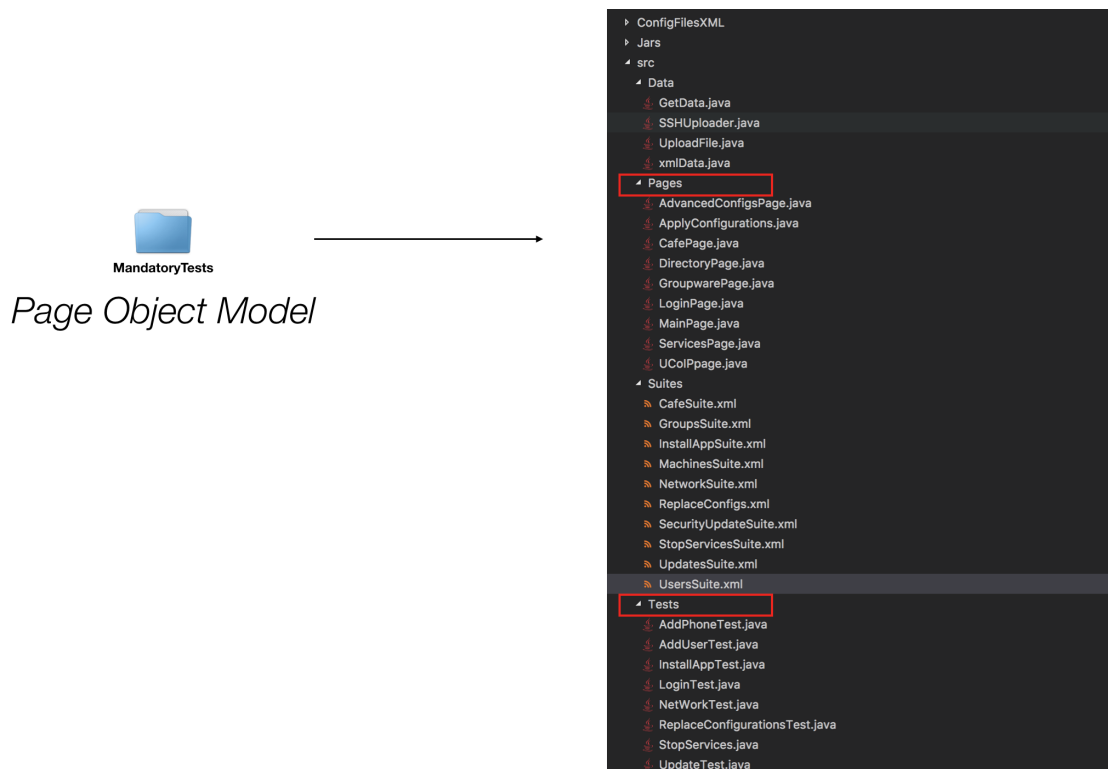 MandatoryTests
Page Object Model
ConfigFilesXML
Jars
src
Data
GetData.java
SSHUploader.java
UploadFile.java
xmlData.java
Pages
AdvancedConfigsPage.java
ApplyConfigurations.java
CafePage.java
DirectoryPage.java
GroupwarePage.java
LoginPage.java
MainPage.java
ServicesPage.java
UCoIPpage.java
Suites
CafeSuite.xml
GroupsSuite.xml
InstallAppSuite.xml
MachinesSuite.xml
NetworkSuite.xml
ReplaceConfigs.xml
SecurityUpdateSuite.xml
StopServicesSuite.xml
UpdatesSuite.xml
UsersSuite.xml
Tests
AddPhoneTest.java
AddUserTest.java
InstallAppTest.java
LoginTest.java
NetWorkTest.java
ReplaceConfigurationsTest.java
StopServices.java
UpdateTest.java